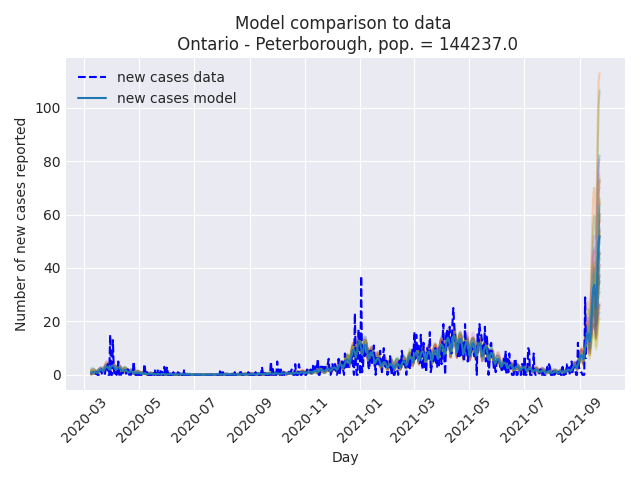 Model comparison to data
Ontario - Peterborough, pop. = 144237.0
new cases data
new cases model
Number of new cases reported
100
80
60
40
20
0
2020-03
2020-05
2020-07
2020-09
2020-11
2021-01
2021-03
2021-05
2021-07
2021-09
Day